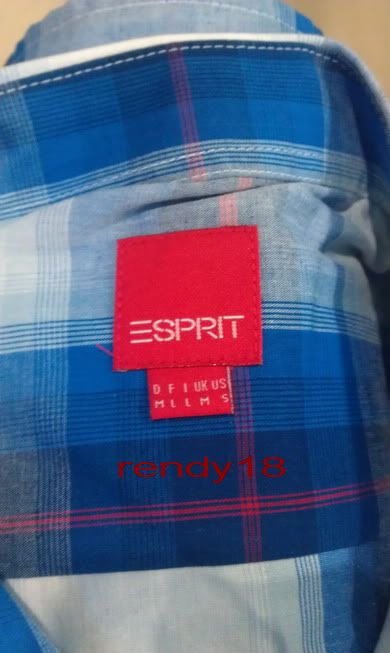 ESPRIT
D F I UK US
M L L M S
rendy18